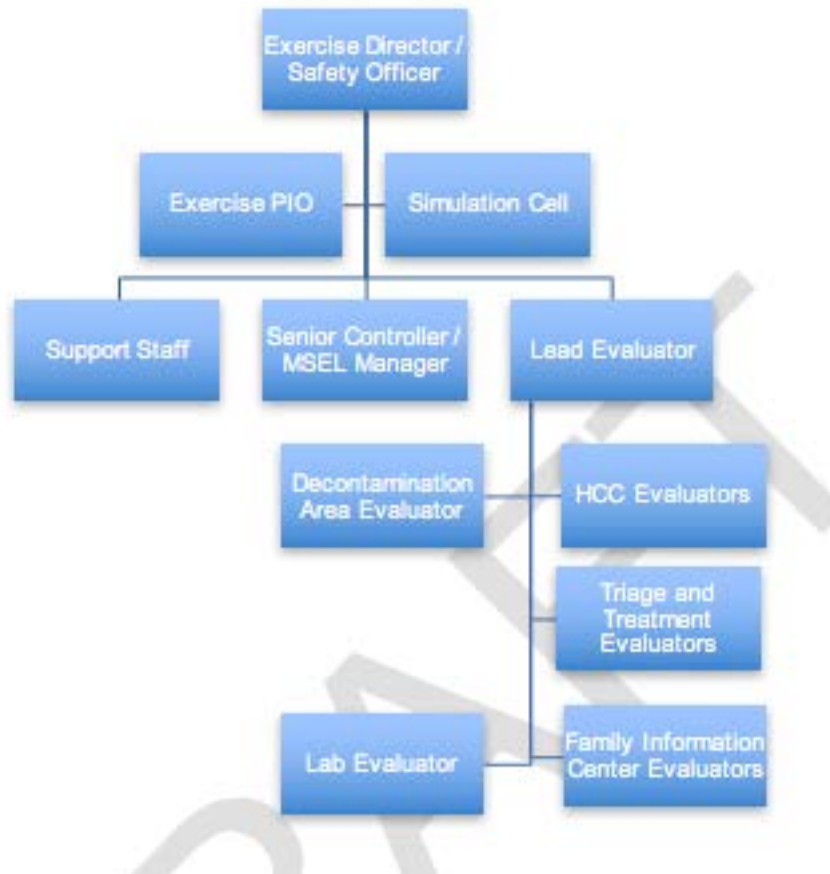 Exercise Director /
Safety Officer
Exercise PIO
Simulation Cell
Support Staff
Senior Controller /
MSEL Manager
Lead Evaluator
Decontamination
Area Evaluator
HCC Evaluators
Triage and
Treatment
Evaluators
Lab Evaluator
Family Information
Center Evaluators
DRAFT